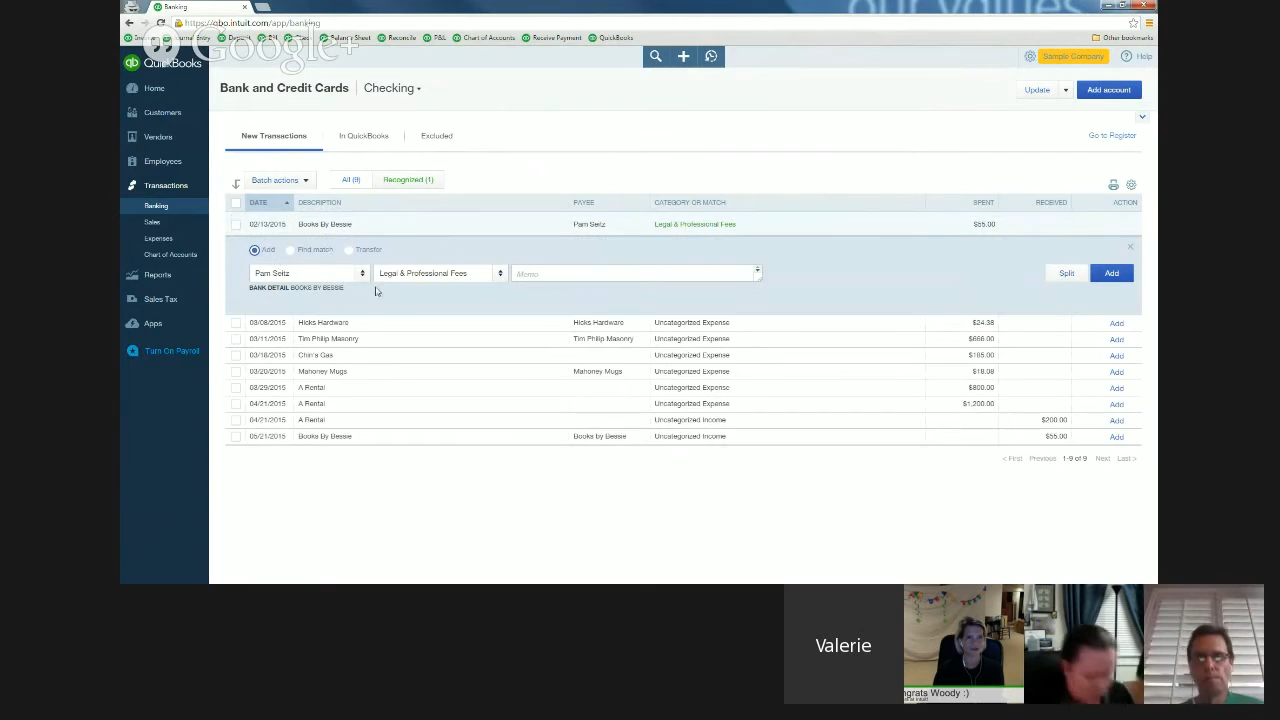 Banking
https://qbo.intuit.com/app/banking
Journal Entry
Balance Sheet
Reconcile
Chart of Accounts
Receive Payment
QuickBooks
Other bookmarks
Google+
QuickBooks
Sample Company
Help
Home
Customers
Vendors
Employees
Transactions
Banking
Sales
Expenses
Chart of Accounts
Reports
Sales Tax
Apps
Turn On Payroll
Bank and Credit Cards
Checking
Update
Add account
New Transactions
In QuickBooks
Excluded
Go to Register
Batch actions
All (9)
Recognized (1)
DATE DESCRIPTION PAYEE CATEGORY OR MATCH SPENT RECEIVED ACTION
02/13/2015 Books By Bessie Pam Seitz Legal & Professional Fees $55.00
Add Find match Transfer
Pam Seitz Legal & Professional Fees Memo Split Add
BANK DETAIL BOOKS BY BESSIE
03/08/2015 Hicks Hardware Hicks Hardware Uncategorized Expense $24.38 Add
03/11/2015 Tim Philip Masonry Tim Philip Masonry Uncategorized Expense $666.00 Add
03/18/2015 Chin's Gas Uncategorized Expense $185.00 Add
03/20/2015 Mahoney Mugs Mahoney Mugs Uncategorized Expense $18.08 Add
03/29/2015 A Rental Uncategorized Expense $800.00 Add
04/21/2015 A Rental Uncategorized Expense $1,200.00 Add
04/21/2015 A Rental Uncategorized Income $200.00 Add
05/21/2015 Books By Bessie Books by Bessie Uncategorized Income $55.00 Add
< First Previous 1-9 of 9 Next Last >
Valerie
ngrats Woody :)